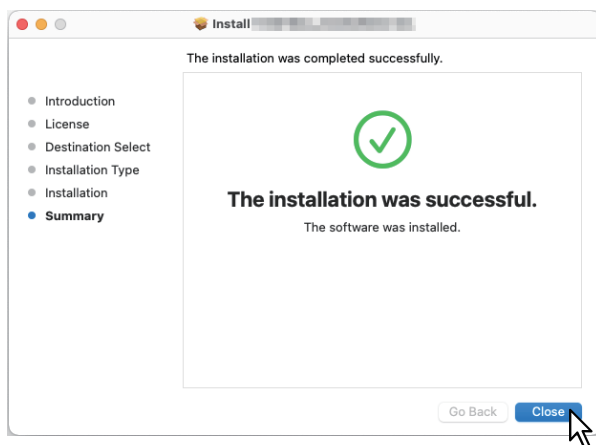 Install
The installation was completed successfully.
Introduction
License
Destination Select
Installation Type
Installation
Summary
The installation was successful.
The software was installed.
Go Back
Close